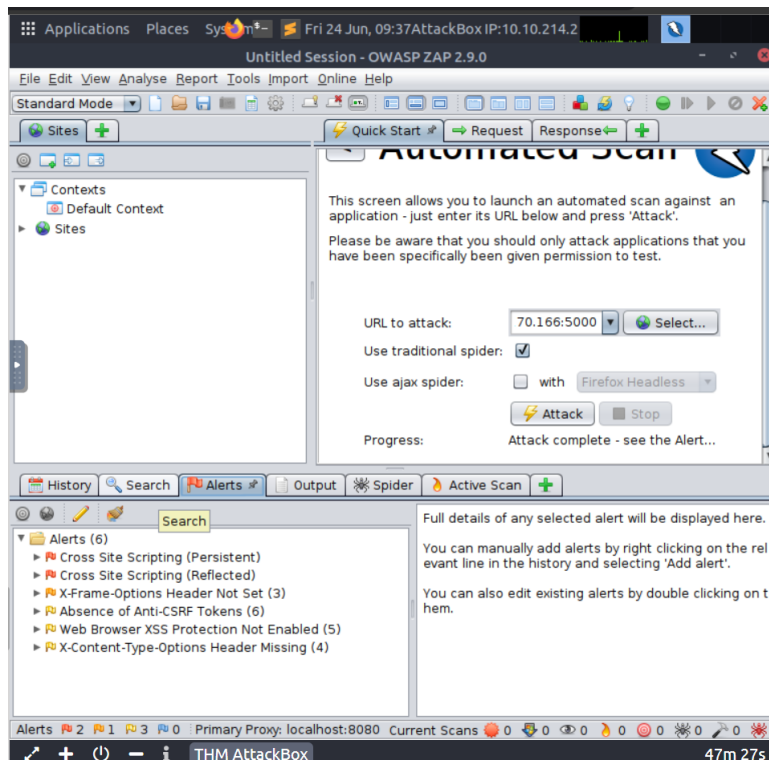 Applications Places Sys m Fri 24 Jun, 09:37 AttackBox IP:10.10.214.2
Untitled Session - OWASP ZAP 2.9.0
File Edit View Analyse Report Tools Import Online Help
Standard Mode
Sites
Quick Start Request Response
Automated Scan
Contexts
Default Context
Sites
This screen allows you to launch an automated scan against an
application - just enter its URL below and press 'Attack'.
Please be aware that you should only attack applications that you
have been specifically been given permission to test.
URL to attack: 70.166:5000 Select...
Use traditional spider:
Use ajax spider: with Firefox Headless
Attack Stop
Progress: Attack complete - see the Alert...
History Search Alerts Output Spider Active Scan
Search
Alerts (6)
Cross Site Scripting (Persistent)
Cross Site Scripting (Reflected)
X-Frame-Options Header Not Set (3)
Absence of Anti-CSRF Tokens (6)
Web Browser XSS Protection Not Enabled (5)
X-Content-Type-Options Header Missing (4)
Full details of any selected alert will be displayed here.
You can manually add alerts by right clicking on the rel
evant line in the history and selecting 'Add alert'.
You can also edit existing alerts by double clicking on t
hem.
Alerts 2 1 3 0 Primary Proxy: localhost:8080 Current Scans 0 0 0 0 0 0 0
THM AttackBox 47m 27s